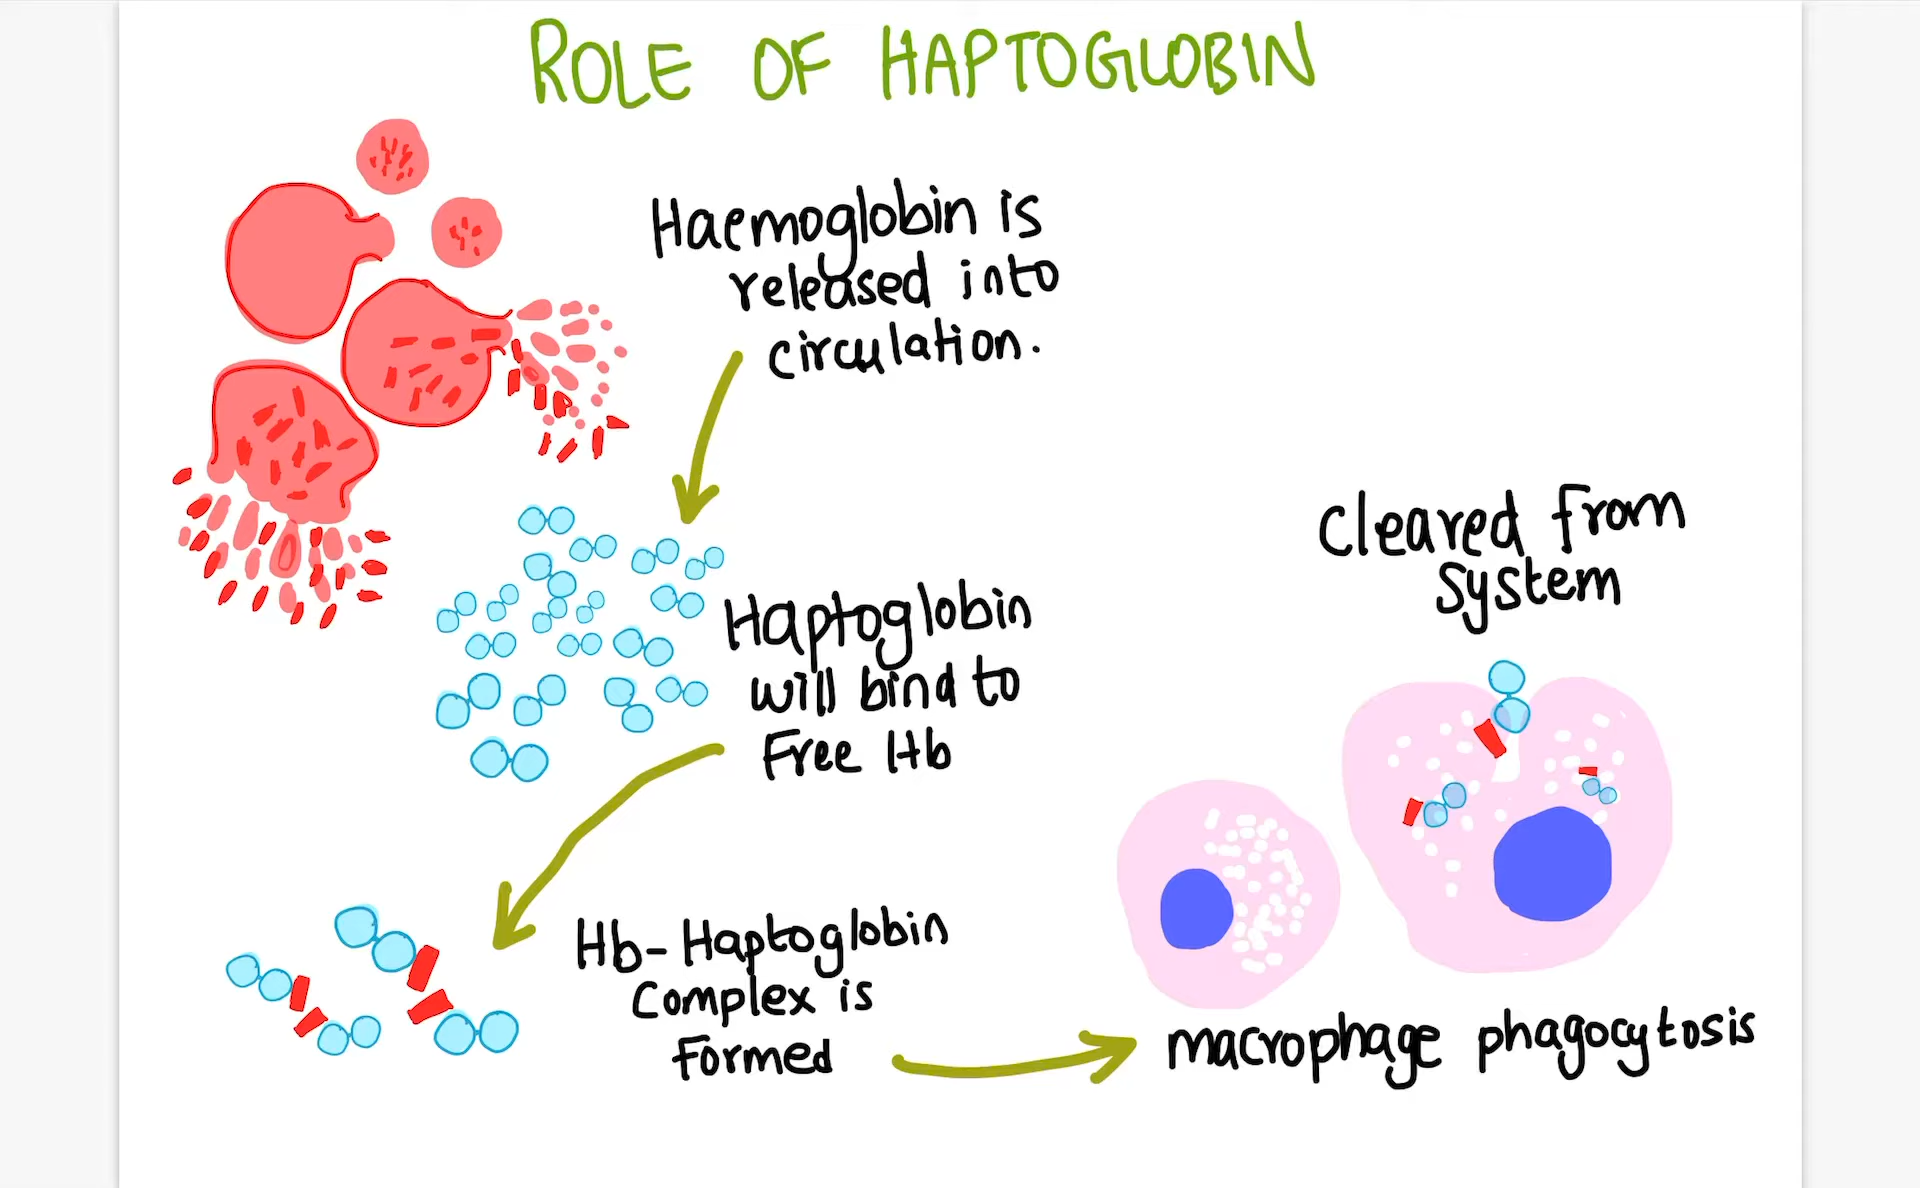 ROLE OF HAPTOGLOBIN
Haemoglobin is
released into
circulation.
Haptoglobin
will bind to
Free Hb
Hb-Haptoglobin
Complex is
Formed
macrophage phagocytosis
Cleared from
system